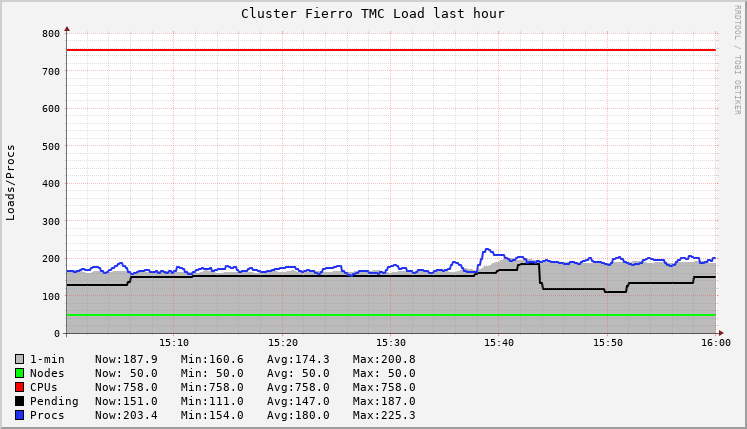 Cluster Fierro TMC Load last hour
RRDTOOL / TOBI OETIKER
Loads/Procs
800
700
600
500
400
300
200
100
0
15:10 15:20 15:30 15:40 15:50 16:00
1-min Now:187.9 Min:160.6 Avg:174.3 Max:200.8
Nodes Now: 50.0 Min: 50.0 Avg: 50.0 Max: 50.0
CPUs Now:758.0 Min:758.0 Avg:758.0 Max:758.0
Pending Now:151.0 Min:111.0 Avg:147.0 Max:187.0
Procs Now:203.4 Min:154.0 Avg:180.0 Max:225.3